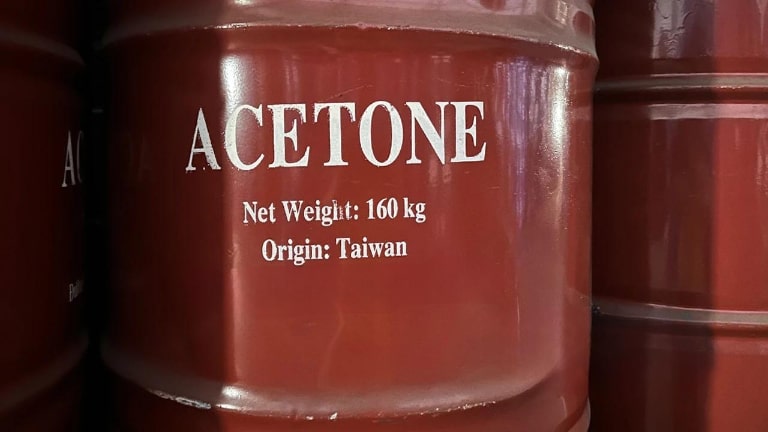 ACETONE
Net Weight: 160 kg
Origin: Taiwan